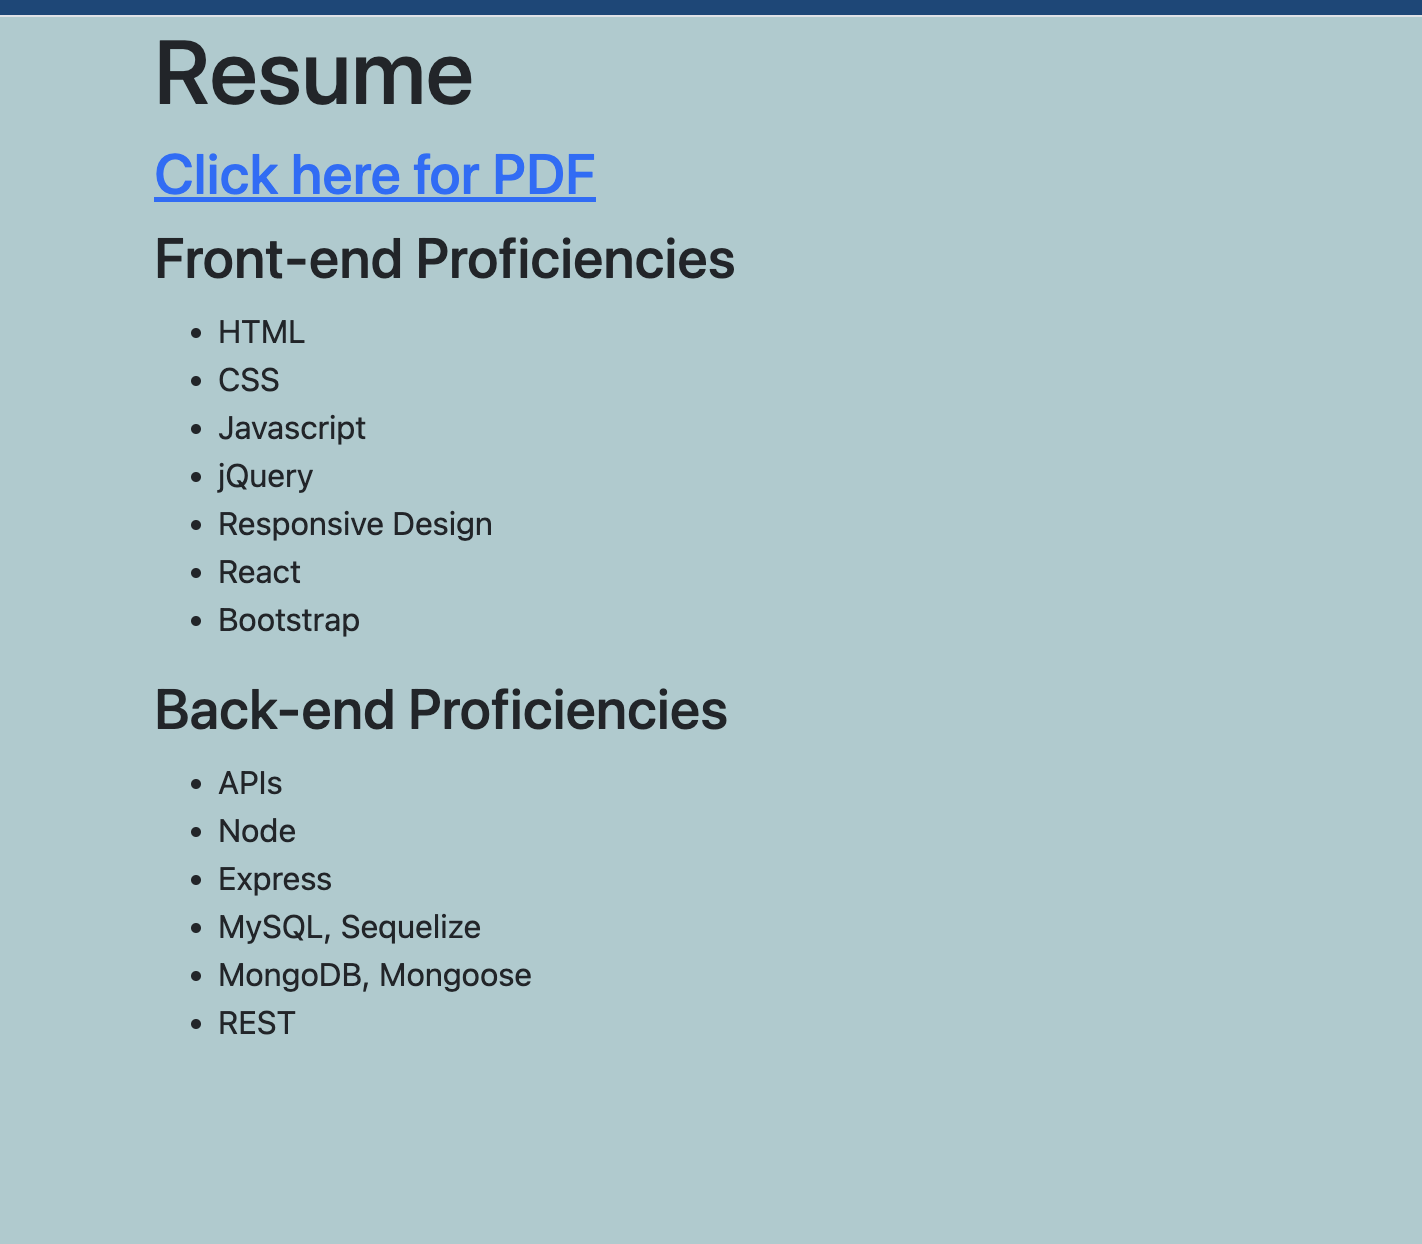 Resume
Click here for PDF
Front-end Proficiencies
• HTML
• CSS
• Javascript
• jQuery
• Responsive Design
• React
• Bootstrap
Back-end Proficiencies
• APIs
• Node
• Express
• MySQL, Sequelize
• MongoDB, Mongoose
• REST